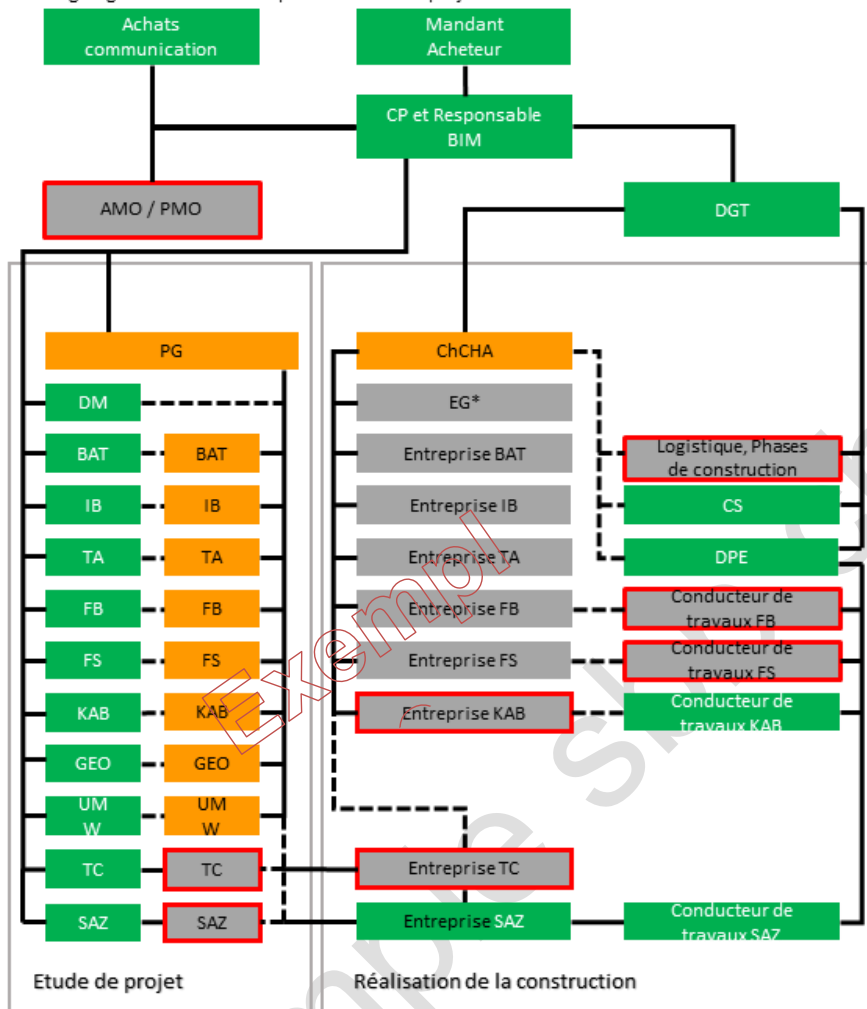 Achats
communication
Mandant
Acheteur
CP et Responsable
BIM
AMO / PMO
DGT
PG
ChCHA
DM
EG*
BAT
BAT
Entreprise BAT
Logistique, Phases
de construction
IB
IB
Entreprise IB
CS
TA
TA
Entreprise TA
DPE
FB
FB
Entreprise FB
Conducteur de
travaux FB
FS
FS
Entreprise FS
Conducteur de
travaux FS
KAB
KAB
Entreprise KAB
Conducteur de
travaux KAB
GEO
GEO
UM
W
UM
W
TC
TC
Entreprise TC
SAZ
SAZ
Entreprise SAZ
Conducteur de
travaux SAZ
Exempl
Etude de projet
Réalisation de la construction